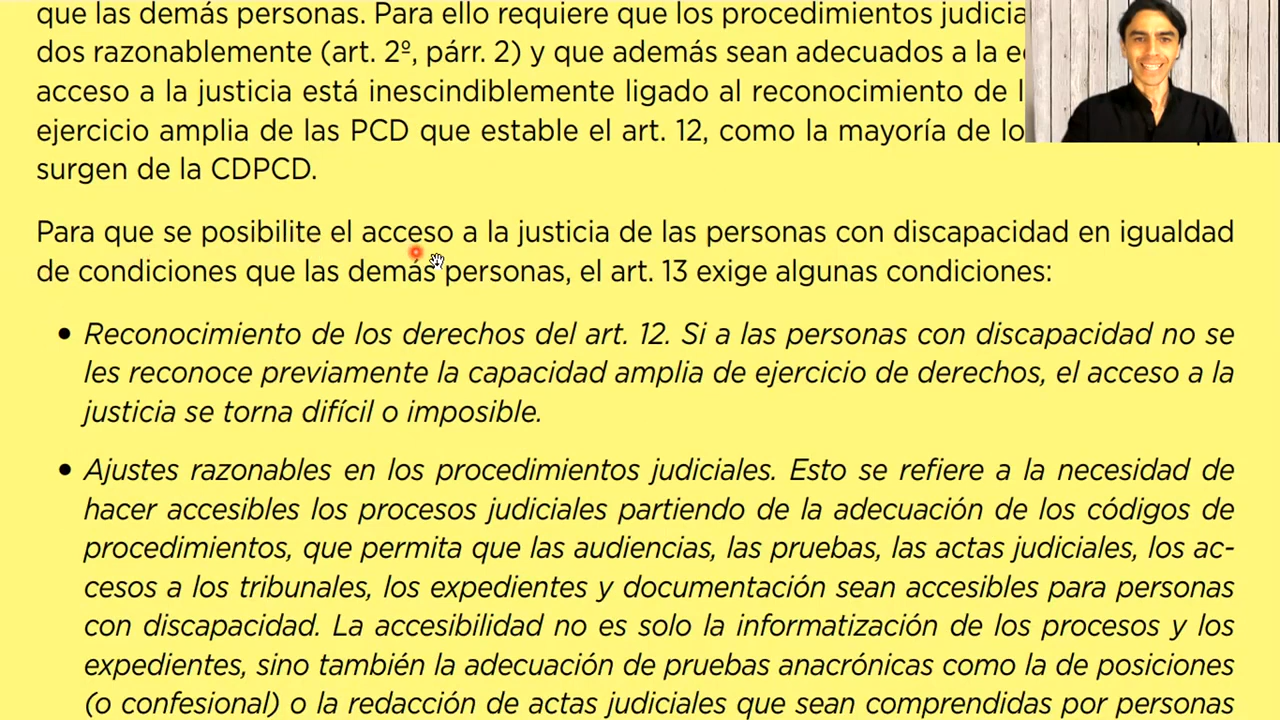 que las demás personas. Para ello requiere que los procedimientos
dos razonablemente (art. 2º, párr. 2) y que además sean adecuados a la
acceso a la justicia está inescindiblemente ligado al reconocimiento de
ejercicio amplia de las PCD que estable el art. 12, como la mayoría de
surgen de la CDPCD.
Para que se posibilite el acceso a la justicia de las personas con discapacidad en igualdad
de condiciones que las demás personas, el art. 13 exige algunas condiciones:
• Reconocimiento de los derechos del art. 12. Si a las personas con discapacidad no se
les reconoce previamente la capacidad amplia de ejercicio de derechos, el acceso a la
justicia se torna difícil o imposible.
• Ajustes razonables en los procedimientos judiciales. Esto se refiere a la necesidad de
hacer accesibles los procesos judiciales partiendo de la adecuación de los códigos de
procedimientos, que permita que las audiencias, las pruebas, las actas judiciales, los ac-
cesos a los tribunales, los expedientes y documentación sean accesibles para personas
con discapacidad. La accesibilidad no es solo la informatización de los procesos y los
expedientes, sino también la adecuación de pruebas anacrónicas como la de posiciones
(o confesional) o la redacción de actas judiciales que sean comprendidas por personas